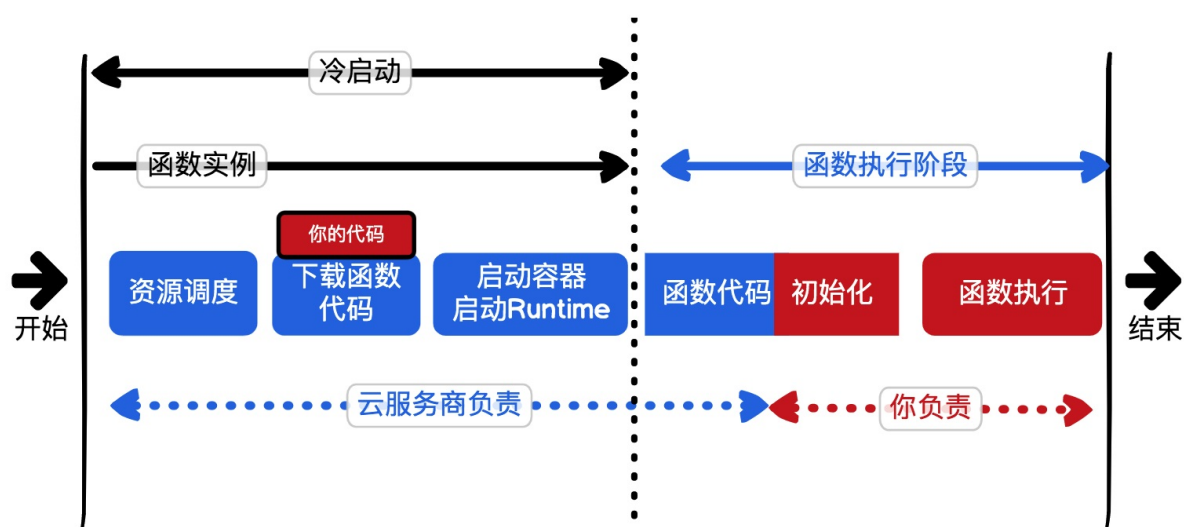 冷启动
函数实例
函数执行阶段
你的代码
资源调度
下载函数
代码
启动容器
启动Runtime
函数代码
初始化
函数执行
开始
结束
云服务商负责
你负责